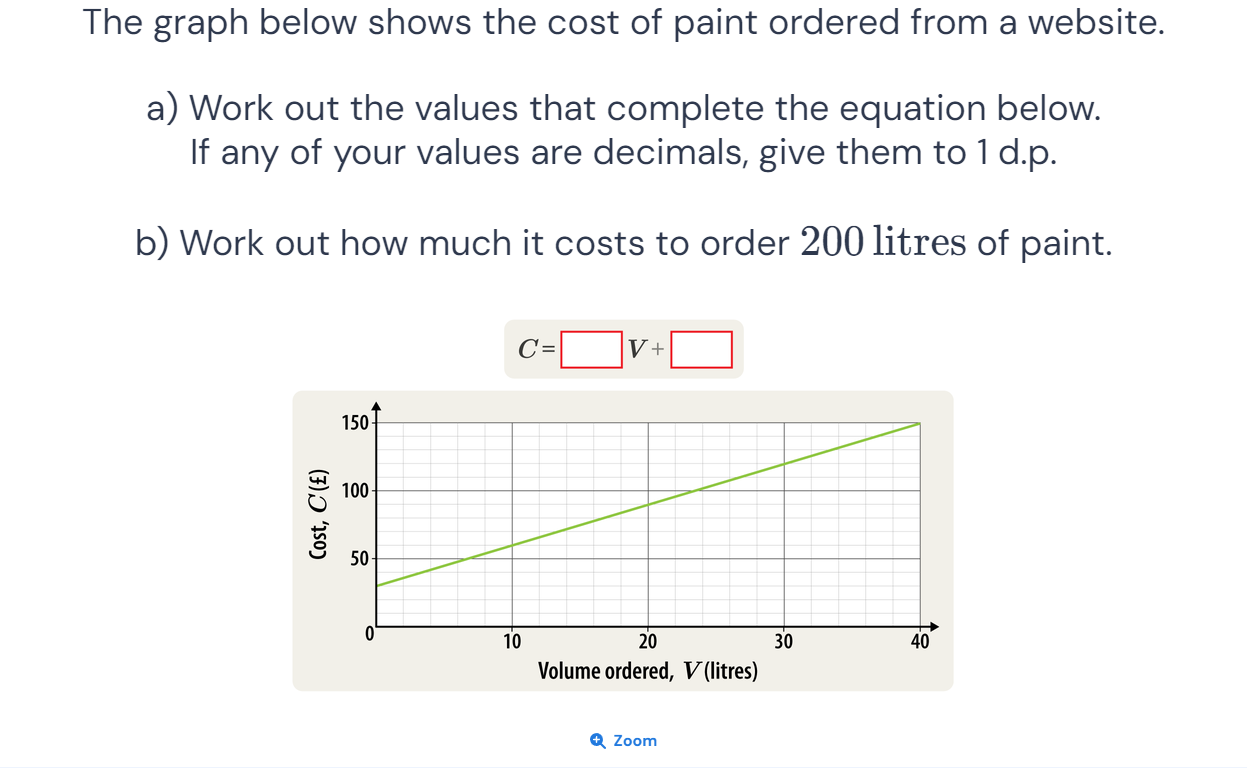 The graph below shows the cost of paint ordered from a website.
a) Work out the values that complete the equation below.
If any of your values are decimals, give them to 1 d.p.
b) Work out how much it costs to order 200 litres of paint.
C = V +
150
100
50
0
10 20 30 40
Cost, C (£)
Volume ordered, V (litres)
Zoom